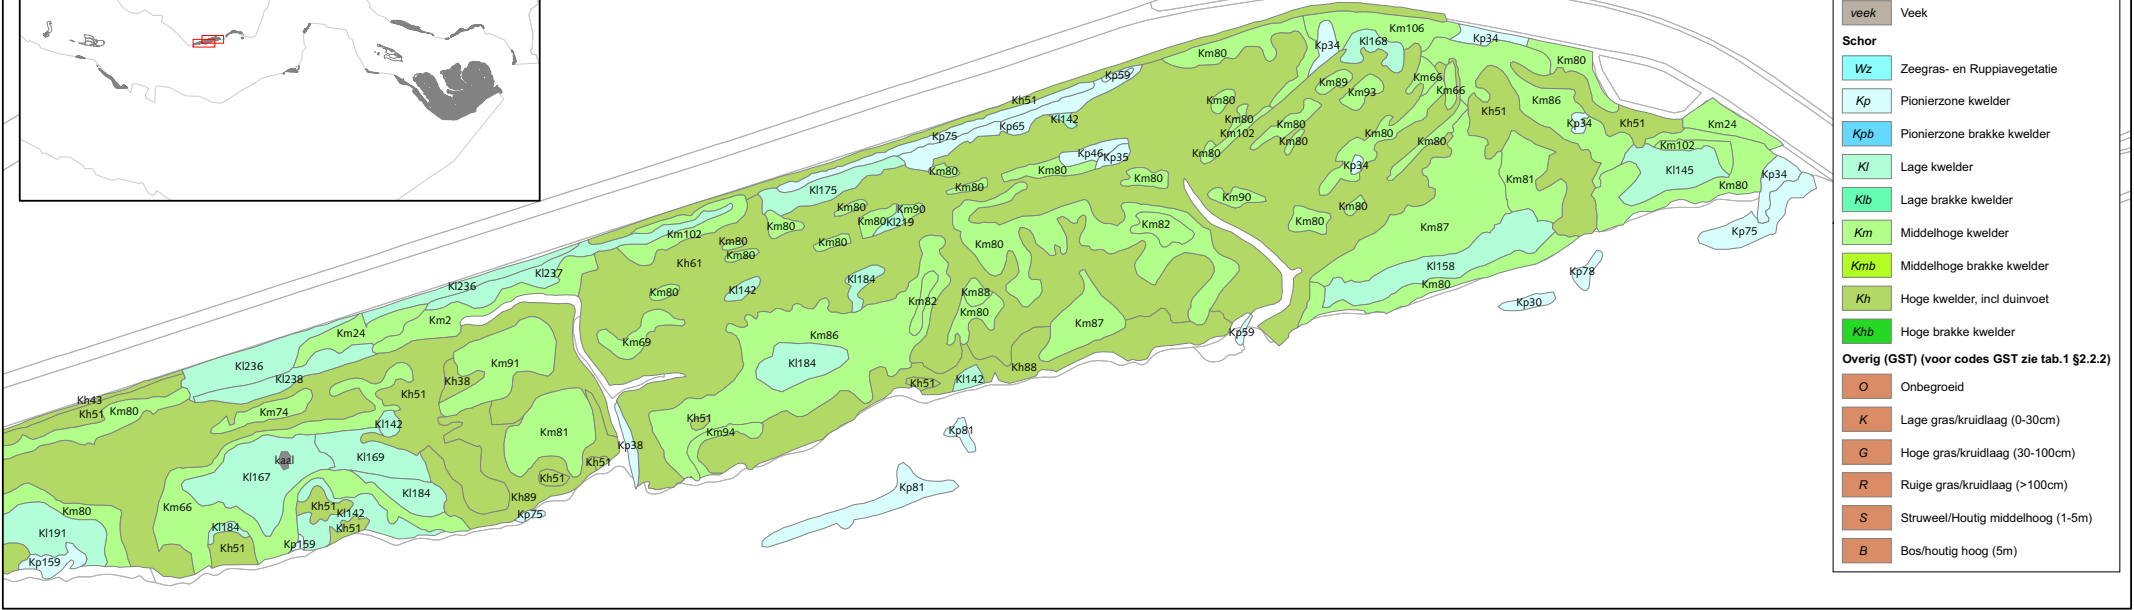 veek Veek
Schor
Wz Zeegras- en Ruppiavegetatie
Kp Pionierzone kwelder
Kpb Pionierzone brakke kwelder
Kl Lage kwelder
Klb Lage brakke kwelder
Km Middelhoge kwelder
Kmb Middelhoge brakke kwelder
Kh Hoge kwelder, incl duinvoet
Khb Hoge brakke kwelder
Overig (GST) (voor codes GST zie tab.1 §2.2.2)
O Onbegroeid
K Lage gras/kruidlaag (0-30cm)
G Hoge gras/kruidlaag (30-100cm)
R Ruige gras/kruidlaag (>100cm)
S Struweel/Houtig middelhoog (1-5m)
B Bos/houtig hoog (5m)
Km106
Kp34
Kl168
Kp34
Km80
Km80
Kp59
Km89
Km93
Km66
Km66
Kh51
Km80
Km86
Kh51
Kp34
Kh51
Km24
Kl142
Kp65
Kp75
Km80
Km102
Km80
Km80
Km80
Km80
Km80
Km102
Kp46
Kp35
Kp34
Kl145
Kp34
Km80
Km80
Km80
Km80
Km81
Km80
Kl175
Km80
Km90
Km80
Km90
Km80
Kl219
Km80
Km82
Km80
Km87
Kp75
Km102
Km80
Km80
Km80
Km80
Kh61
Kl158
Kp78
Kl237
Kl184
Km80
Kl236
Km80
Kl142
Km88
Km82
Km80
Kp30
Km2
Km24
Km86
Km87
Kp59
Km69
Kl236
Km91
Kl184
Kh88
Kl238
Kh38
Kh51
Kl142
Kh51
Kh43
Kh51
Km80
Km74
Kl142
Kh51
Km94
Km81
Kp81
Kp38
kaal
Kl169
Kh51
Kl167
Kh51
Kl184
Kp81
Kh89
Km66
Kh51
Kl142
Km80
Kp75
Kl184
Kh51
Kl191
Kh51
Kp159
Kp159